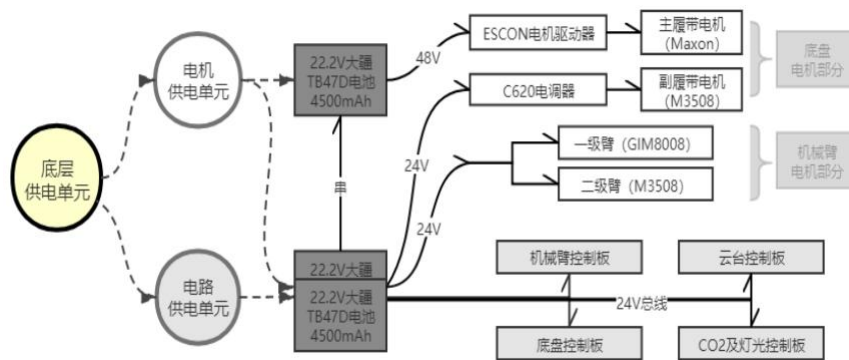 底层
供电单元
电机
供电单元
电路
供电单元
22.2V大疆
TB47D电池
4500mAh
串
22.2V大疆
22.2V大疆
TB47D电池
4500mAh
48V
24V
24V
ESCON电机驱动器
主履带电机
(Maxon)
C620电调器
副履带电机
(M3508)
底盘
电机部分
一级臂 (GIM8008)
二级臂 (M3508)
机械臂
电机部分
机械臂控制板
云台控制板
24V总线
底盘控制板
CO2及灯光控制板